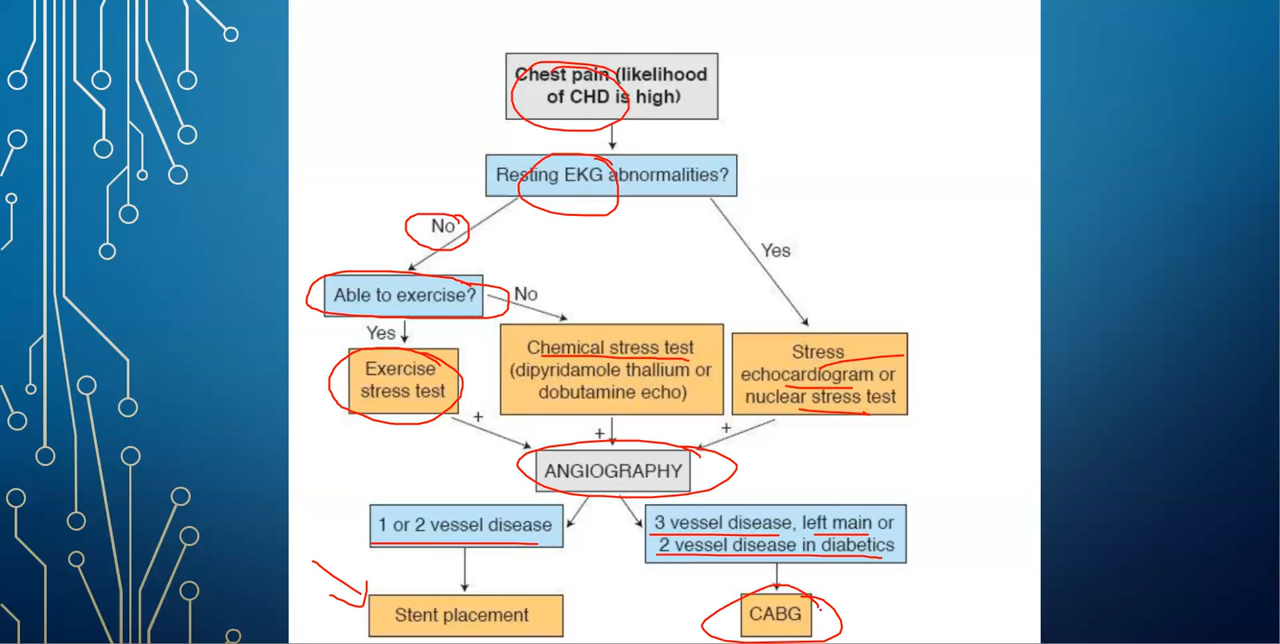 Chest pain (likelihood
of CHD is high)
Resting EKG abnormalities?
No
Yes
Able to exercise?
No
Yes
Exercise
stress test
Chemical stress test
(dipyridamole thallium or
dobutamine echo)
Stress
echocardiogram or
nuclear stress test
+
+
+
ANGIOGRAPHY
1 or 2 vessel disease
3 vessel disease, left main or
2 vessel disease in diabetics
Stent placement
CABG